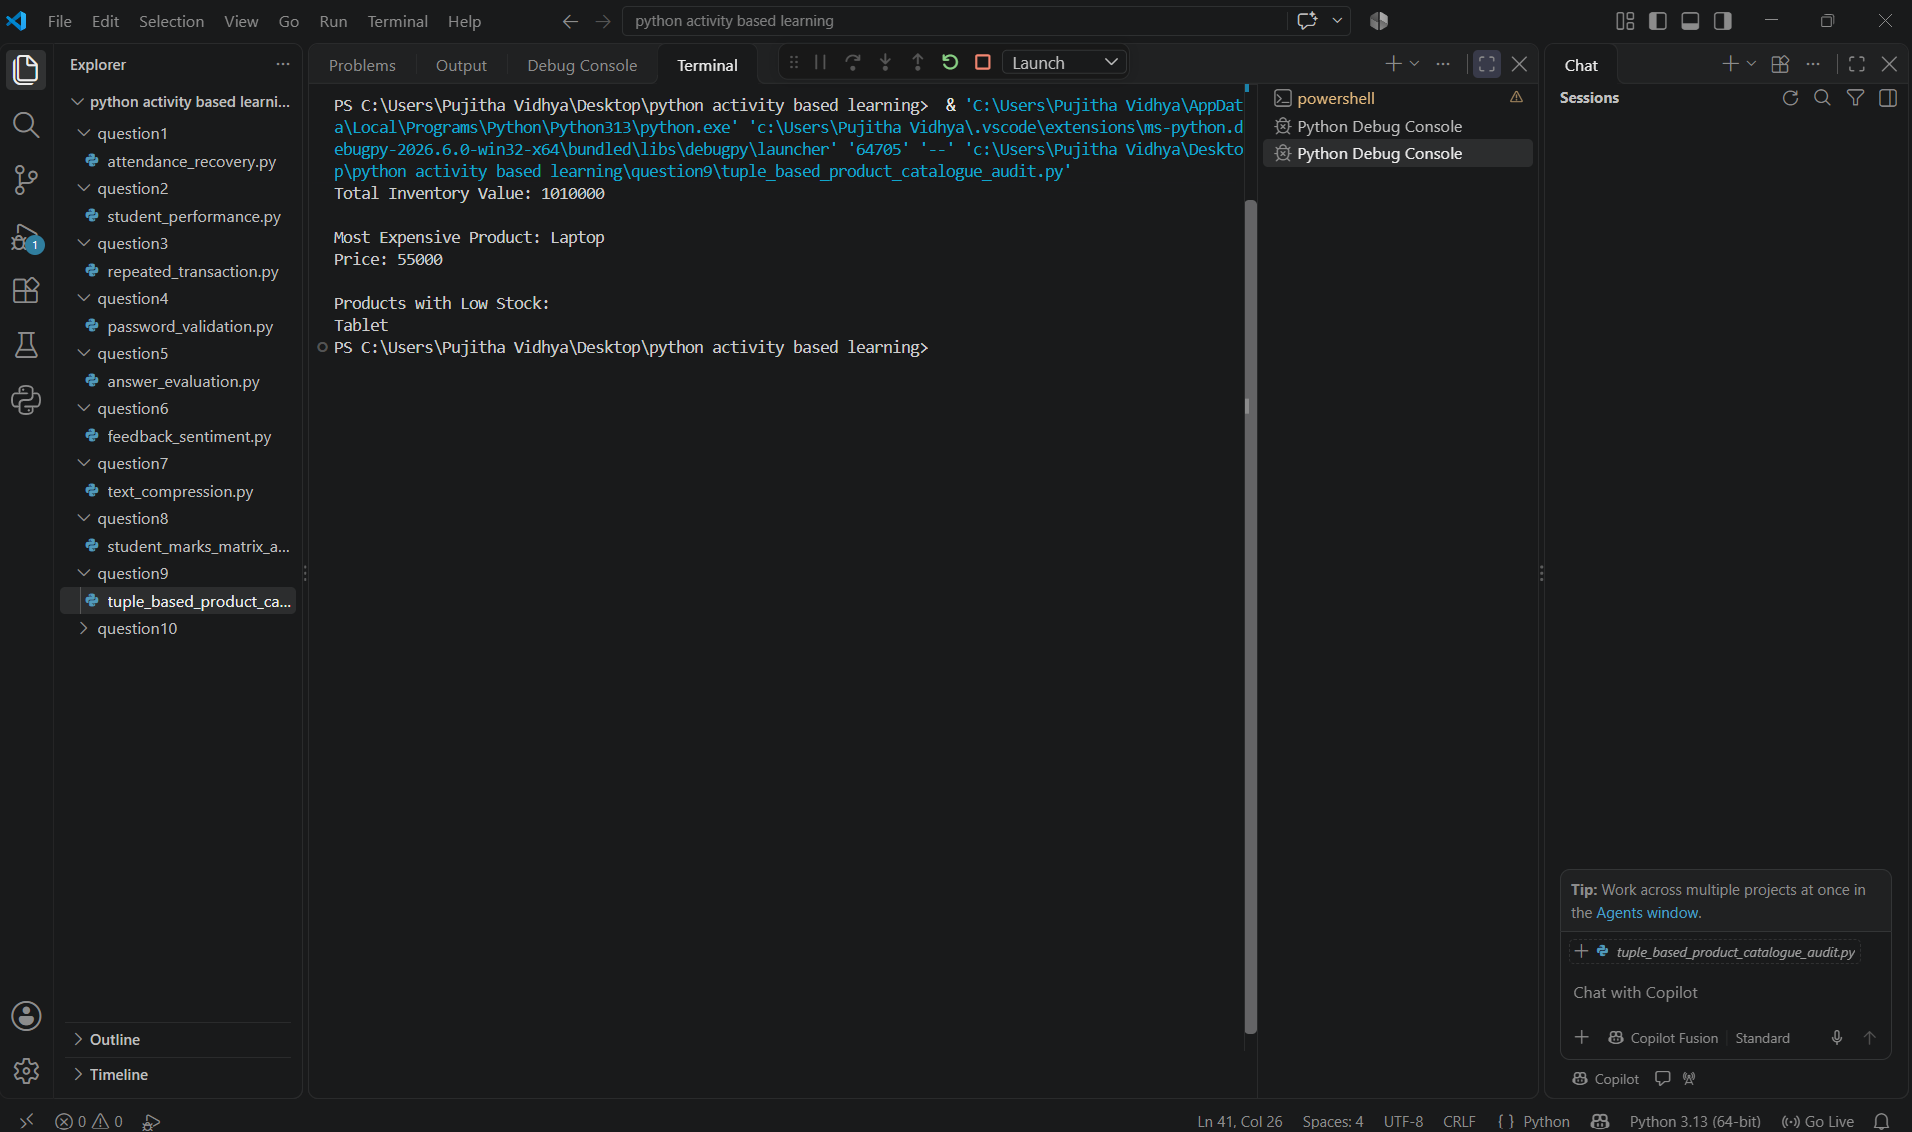 File Edit Selection View Go Run Terminal Help
python activity based learning
Explorer
python activity based learni...
question1
attendance_recovery.py
question2
student_performance.py
question3
repeated_transaction.py
question4
password_validation.py
question5
answer_evaluation.py
question6
feedback_sentiment.py
question7
text_compression.py
question8
student_marks_matrix_a...
question9
tuple_based_product_ca...
question10
Outline
Timeline
1
Problems Output Debug Console Terminal
Launch
PS C:\Users\Pujitha Vidhya\Desktop\python activity based learning>  & 'C:\Users\Pujitha Vidhya\AppDat
a\Local\Programs\Python\Python313\python.exe' 'c:\Users\Pujitha Vidhya\.vscode\extensions\ms-python.d
ebugpy-2026.6.0-win32-x64\bundled\libs\debugpy\launcher' '64705' '--' 'c:\Users\Pujitha Vidhya\Deskto
p\python activity based learning\question9\tuple_based_product_catalogue_audit.py'
Total Inventory Value: 1010000
Most Expensive Product: Laptop
Price: 55000
Products with Low Stock:
Tablet
PS C:\Users\Pujitha Vidhya\Desktop\python activity based learning>
powershell
Python Debug Console
Python Debug Console
Chat
Sessions
Tip: Work across multiple projects at once in
the Agents window.
tuple_based_product_catalogue_audit.py
Chat with Copilot
Copilot Fusion Standard
Copilot
0 0
Ln 41, Col 26 Spaces: 4 UTF-8 CRLF { } Python Python 3.13 (64-bit) Go Live